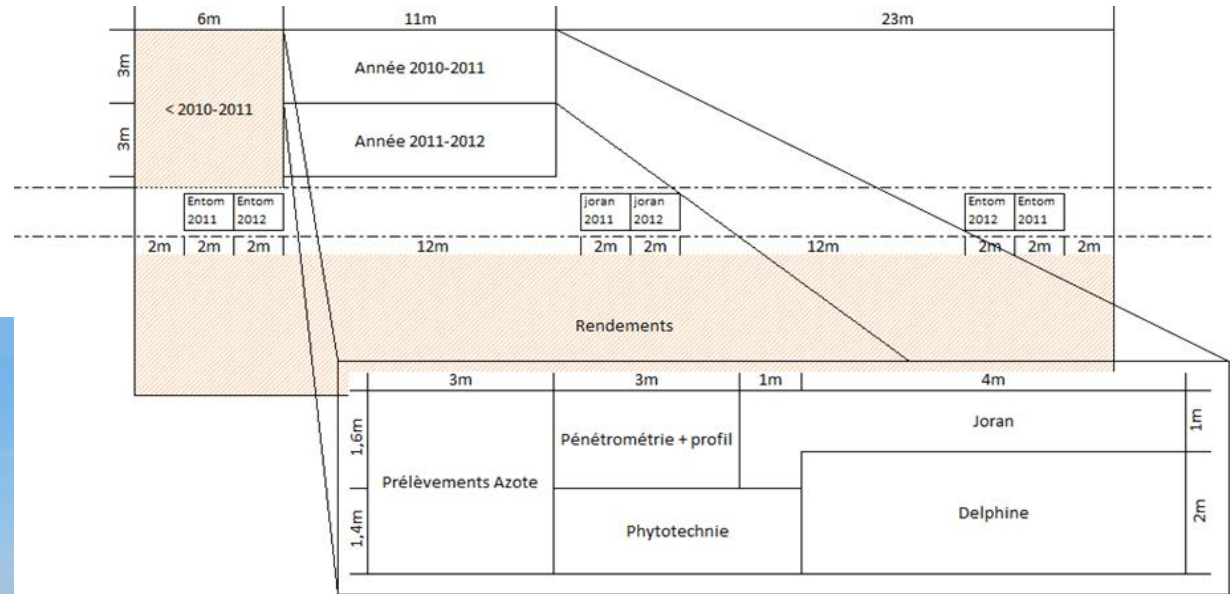 6m 11m 23m
3m
Année 2010-2011
< 2010-2011
3m
Année 2011-2012
Entom Entom joran joran Entom Entom
2011 2012 2011 2012 2012 2011
2m 2m 2m 12m 2m 2m 12m 2m 2m 2m
Rendements
3m 3m 1m 4m
1,6m
Joran
1m
Pénétrométrie + profil
Prélèvements Azote
1,4m
Phytotechnie
Delphine
2m